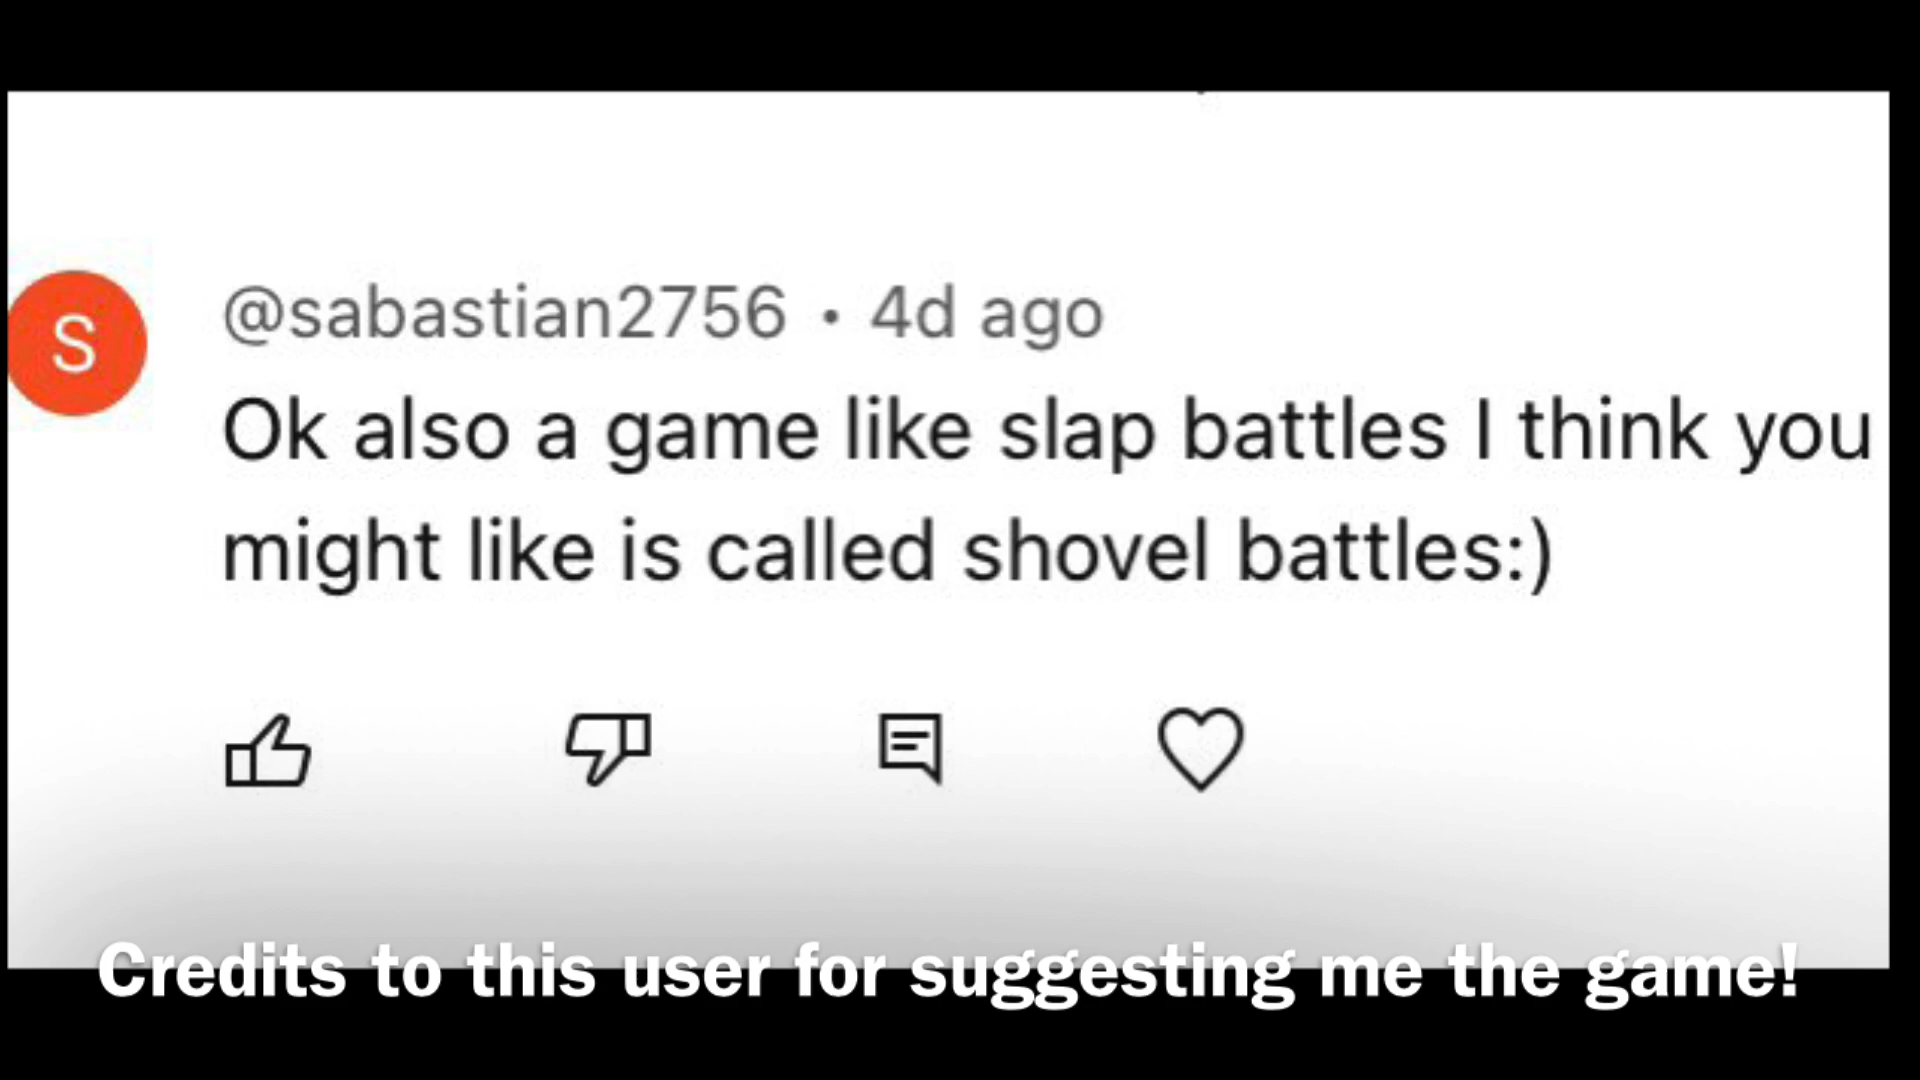 S
@sabastian2756 • 4d ago
Ok also a game like slap battles I think you
might like is called shovel battles:)
Credits to this user for suggesting me the game!